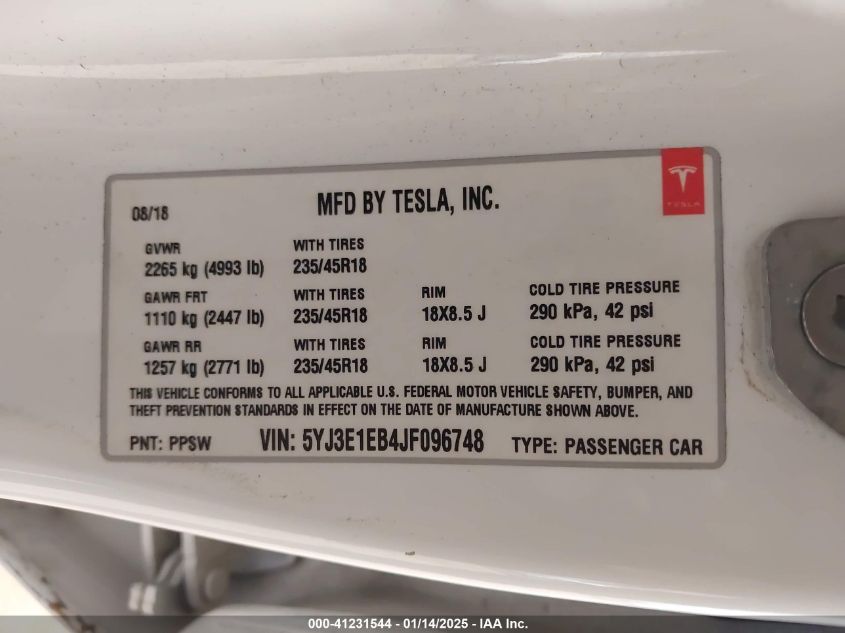 08/18
MFD BY TESLA, INC.
TESLA
GVWR WITH TIRES
2265 kg (4993 lb) 235/45R18
GAWR FRT WITH TIRES RIM COLD TIRE PRESSURE
1110 kg (2447 lb) 235/45R18 18X8.5 J 290 kPa, 42 psi
GAWR RR WITH TIRES RIM COLD TIRE PRESSURE
1257 kg (2771 lb) 235/45R18 18X8.5 J 290 kPa, 42 psi
THIS VEHICLE CONFORMS TO ALL APPLICABLE U.S. FEDERAL MOTOR VEHICLE SAFETY, BUMPER, AND
THEFT PREVENTION STANDARDS IN EFFECT ON THE DATE OF MANUFACTURE SHOWN ABOVE.
PNT: PPSW VIN: 5YJ3E1EB4JF096748 TYPE: PASSENGER CAR
000-41231544 - 01/14/2025 - IAA Inc.